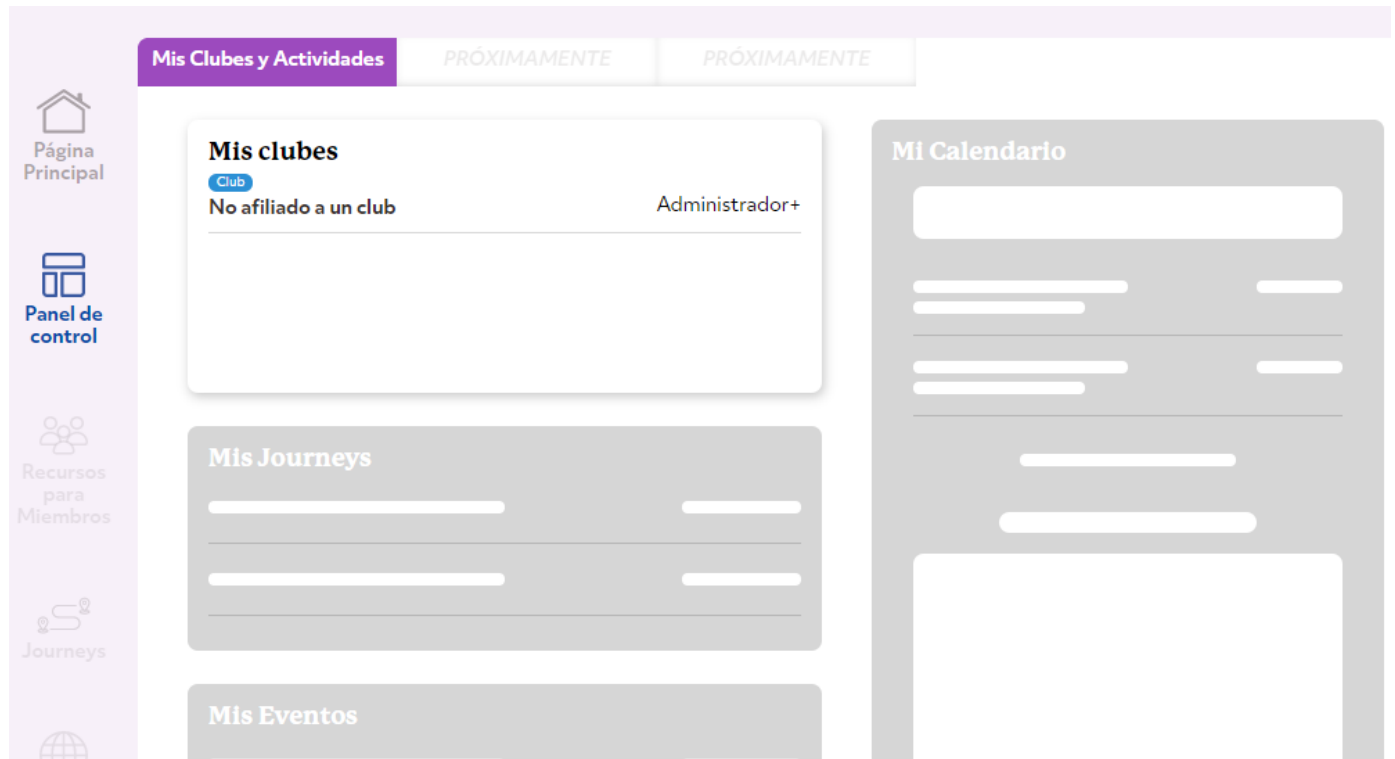 Mis Clubes y Actividades
PRÓXIMAMENTE
PRÓXIMAMENTE
Página
Principal
Panel de
control
Recursos
para
Miembros
Journeys
Mis clubes
Club
No afiliado a un club
Administrador+
Mis Journeys
Mis Eventos
Mi Calendario